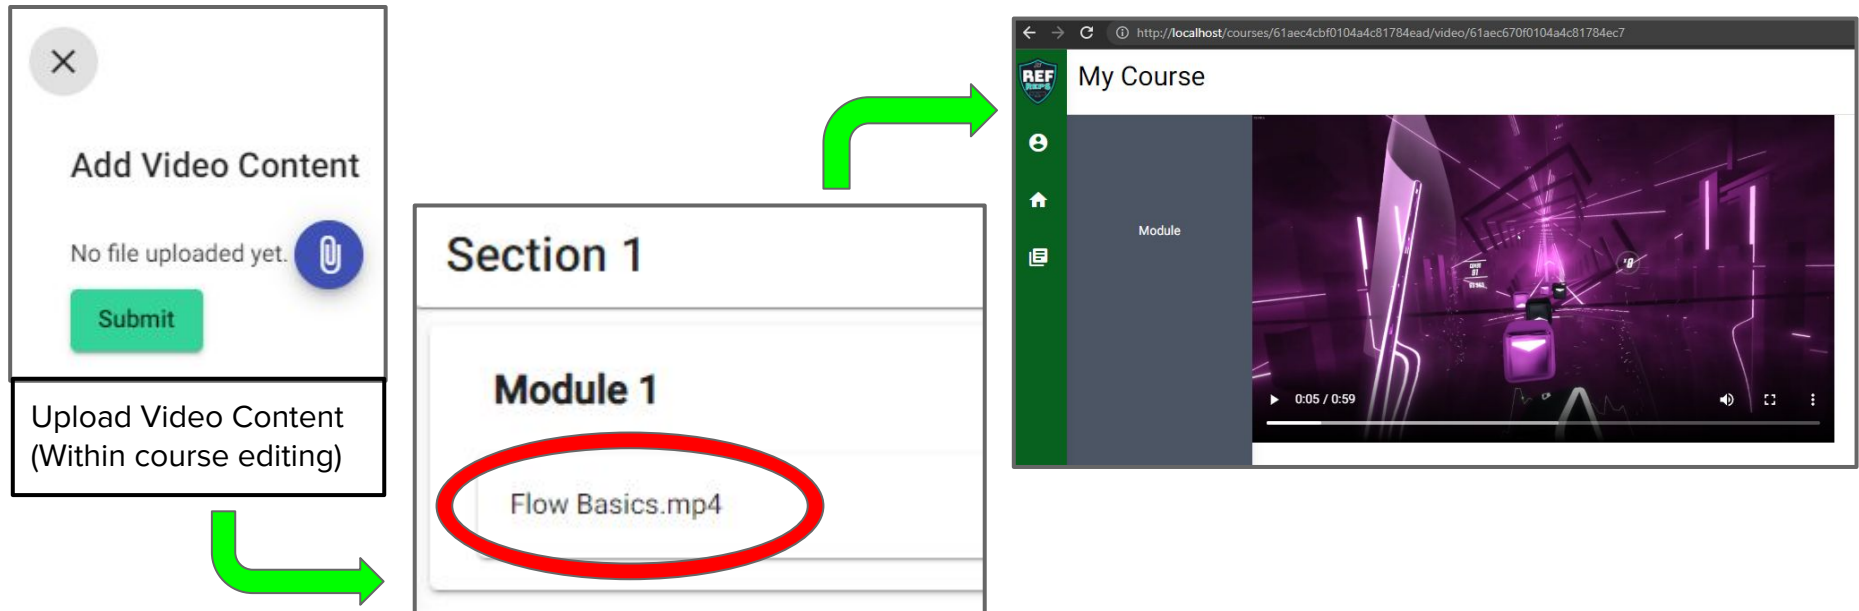 Add Video Content
No file uploaded yet.
Submit
Upload Video Content
(Within course editing)
Section 1
Module 1
Flow Basics.mp4
http://localhost/courses/61aec4cbf0104a4c81784ead/video/61aec670f0104a4c81784ec7
REF
REPS
My Course
Module
0:05 / 0:59